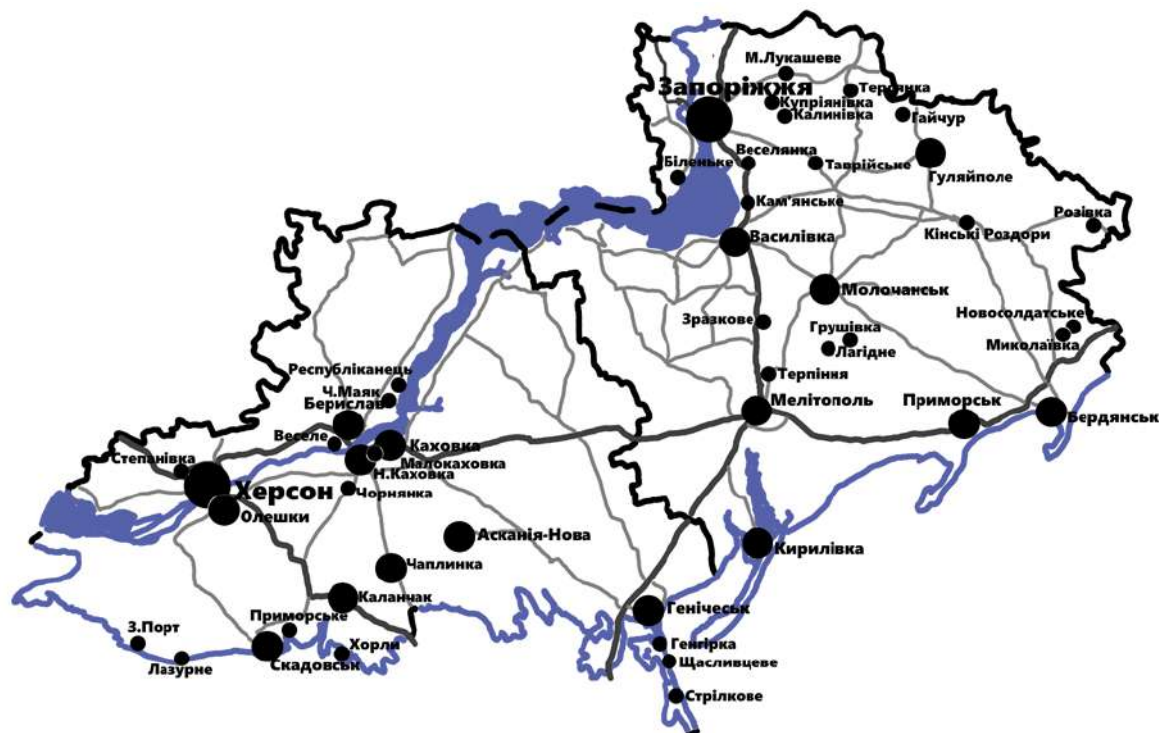 М.Лукашеве
Запоріжжя
Терсянка
Купріянівка
Калинівка
Гайчур
Веселянка
Біленьке
Таврійське
Гуляйполе
Кам'янське
Розівка
Кінські Роздори
Василівка
Молочанськ
Новосолдатське
Зразкове
Грушівка
Миколаївка
Лагідне
Республіканець
Терпіння
Ч.Маяк
Берислав
Мелітополь
Приморськ
Бердянськ
Веселе
Каховка
Степанівка
Малокаховка
Н.Каховка
Херсон
Чорнянка
Олешки
Асканія-Нова
Кирилівка
Чаплинка
Каланчак
Генічеськ
Приморське
З.Порт
Хорли
Генгірка
Лазурне
Скадовськ
Щасливцеве
Стрілкове